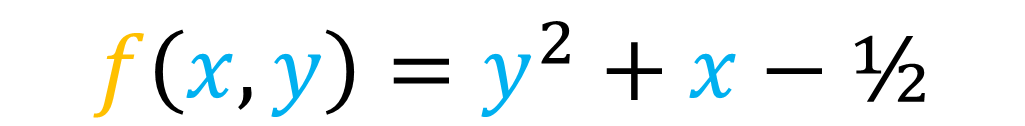 f(x, y) = y² + x − ½